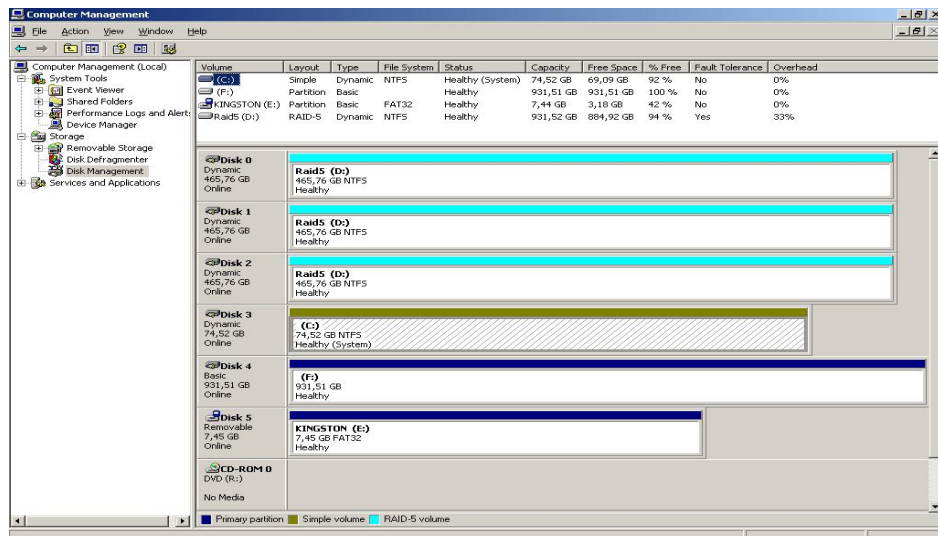 Computer Management
File Action View Window Help
Computer Management (Local)
System Tools
Event Viewer
Shared Folders
Performance Logs and Alert
Device Manager
Storage
Removable Storage
Disk Defragmenter
Disk Management
Services and Applications
Volume Layout Type File System Status Capacity Free Space % Free Fault Tolerance Overhead
(C:) Simple Dynamic NTFS Healthy (System) 74,52 GB 69,09 GB 92 % No 0%
(F:) Partition Basic Healthy 931,51 GB 931,51 GB 100 % No 0%
KINGSTON (E:) Partition Basic FAT32 Healthy 7,44 GB 3,18 GB 42 % No 0%
Raid5 (D:) RAID-5 Dynamic NTFS Healthy 931,52 GB 884,92 GB 94 % Yes 33%
Disk 0
Dynamic
465,76 GB
Online
Raid5 (D:)
465,76 GB NTFS
Healthy
Disk 1
Dynamic
465,76 GB
Online
Raid5 (D:)
465,76 GB NTFS
Healthy
Disk 2
Dynamic
465,76 GB
Online
Raid5 (D:)
465,76 GB NTFS
Healthy
Disk 3
Dynamic
74,52 GB
Online
(C:)
74,52 GB NTFS
Healthy (System)
Disk 4
Basic
931,51 GB
Online
(F:)
931,51 GB
Healthy
Disk 5
Removable
7,45 GB
Online
KINGSTON (E:)
7,45 GB FAT32
Healthy
CD-ROM 0
DVD (R:)
No Media
Primary partition Simple volume RAID-5 volume